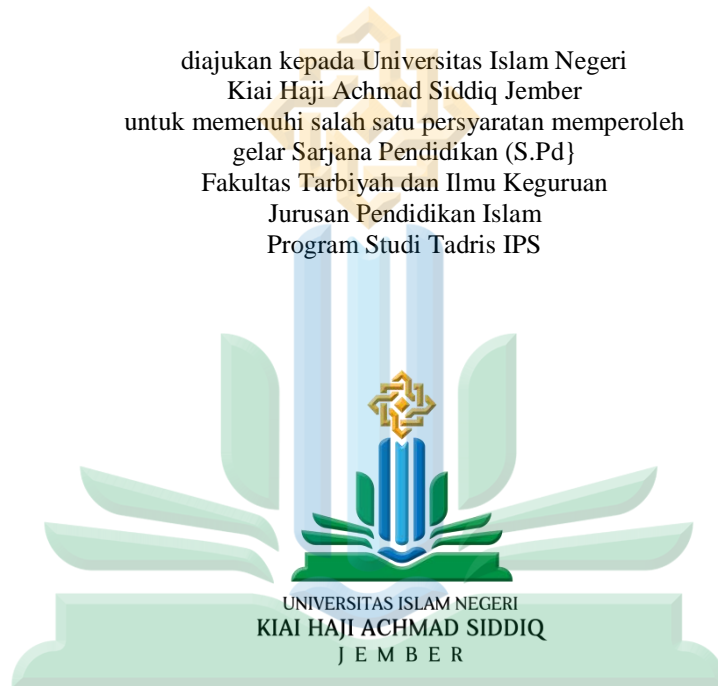 diajukan kepada Universitas Islam Negeri
Kiai Haji Achmad Siddiq Jember
untuk memenuhi salah satu persyaratan memperoleh
gelar Sarjana Pendidikan (S.Pd}
Fakultas Tarbiyah dan Ilmu Keguruan
Jurusan Pendidikan Islam
Program Studi Tadris IPS
UNIVERSITAS ISLAM NEGERI
KIAI HAJI ACHMAD SIDDIQ
JEMBER